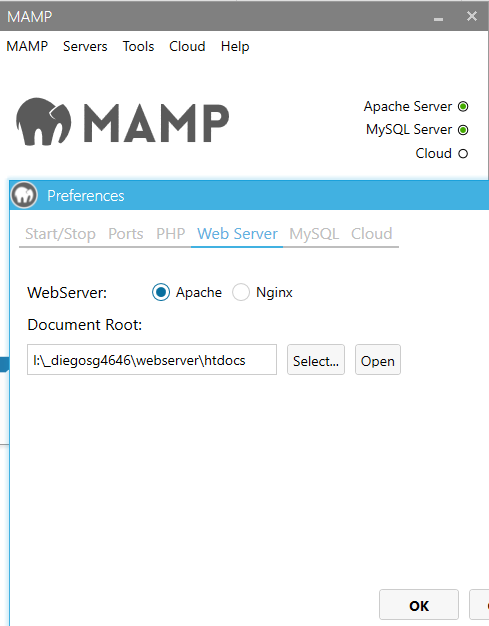 MAMP
MAMP Servers Tools Cloud Help
MAMP
Apache Server
MySQL Server
Cloud
Preferences
Start/Stop Ports PHP Web Server MySQL Cloud
WebServer: Apache Nginx
Document Root:
I:\_diegosg4646\webserver\htdocs Select... Open
OK